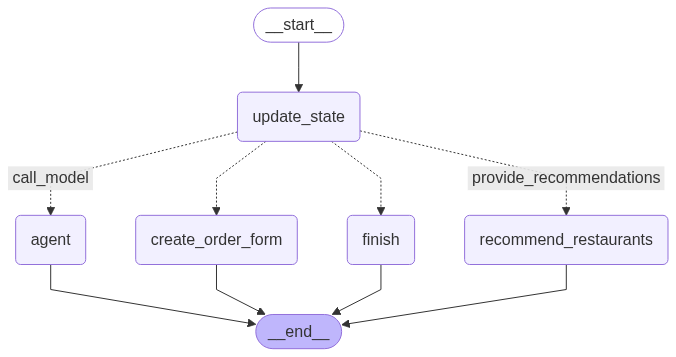 __start__
update_state
call_model
provide_recommendations
agent
create_order_form
finish
recommend_restaurants
__end__